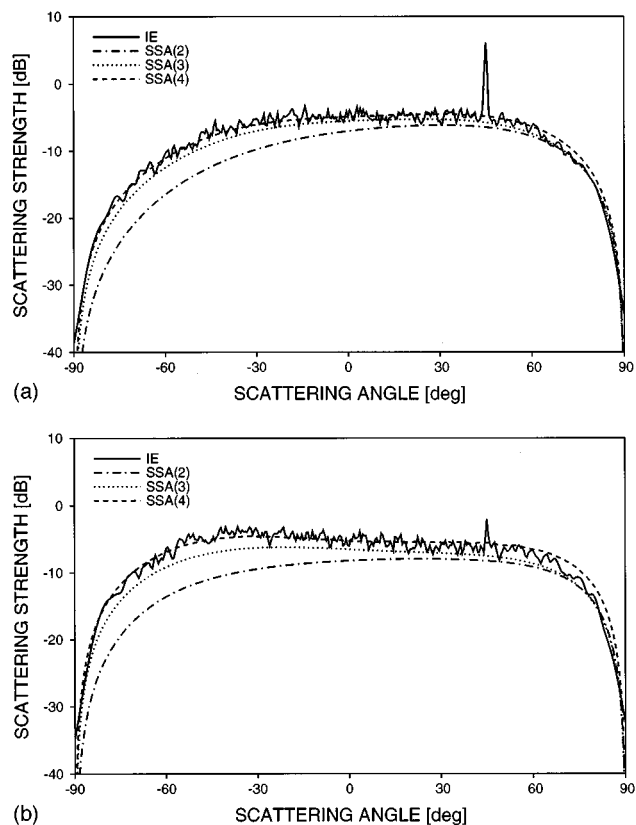 10
0
-10
-20
-30
-40
SCATTERING STRENGTH [dB]
IE
SSA(2)
SSA(3)
SSA(4)
-90 -60 -30 0 30 60 90
(a) SCATTERING ANGLE [deg]
10
0
-10
-20
-30
-40
SCATTERING STRENGTH [dB]
IE
SSA(2)
SSA(3)
SSA(4)
-90 -60 -30 0 30 60 90
(b) SCATTERING ANGLE [deg]